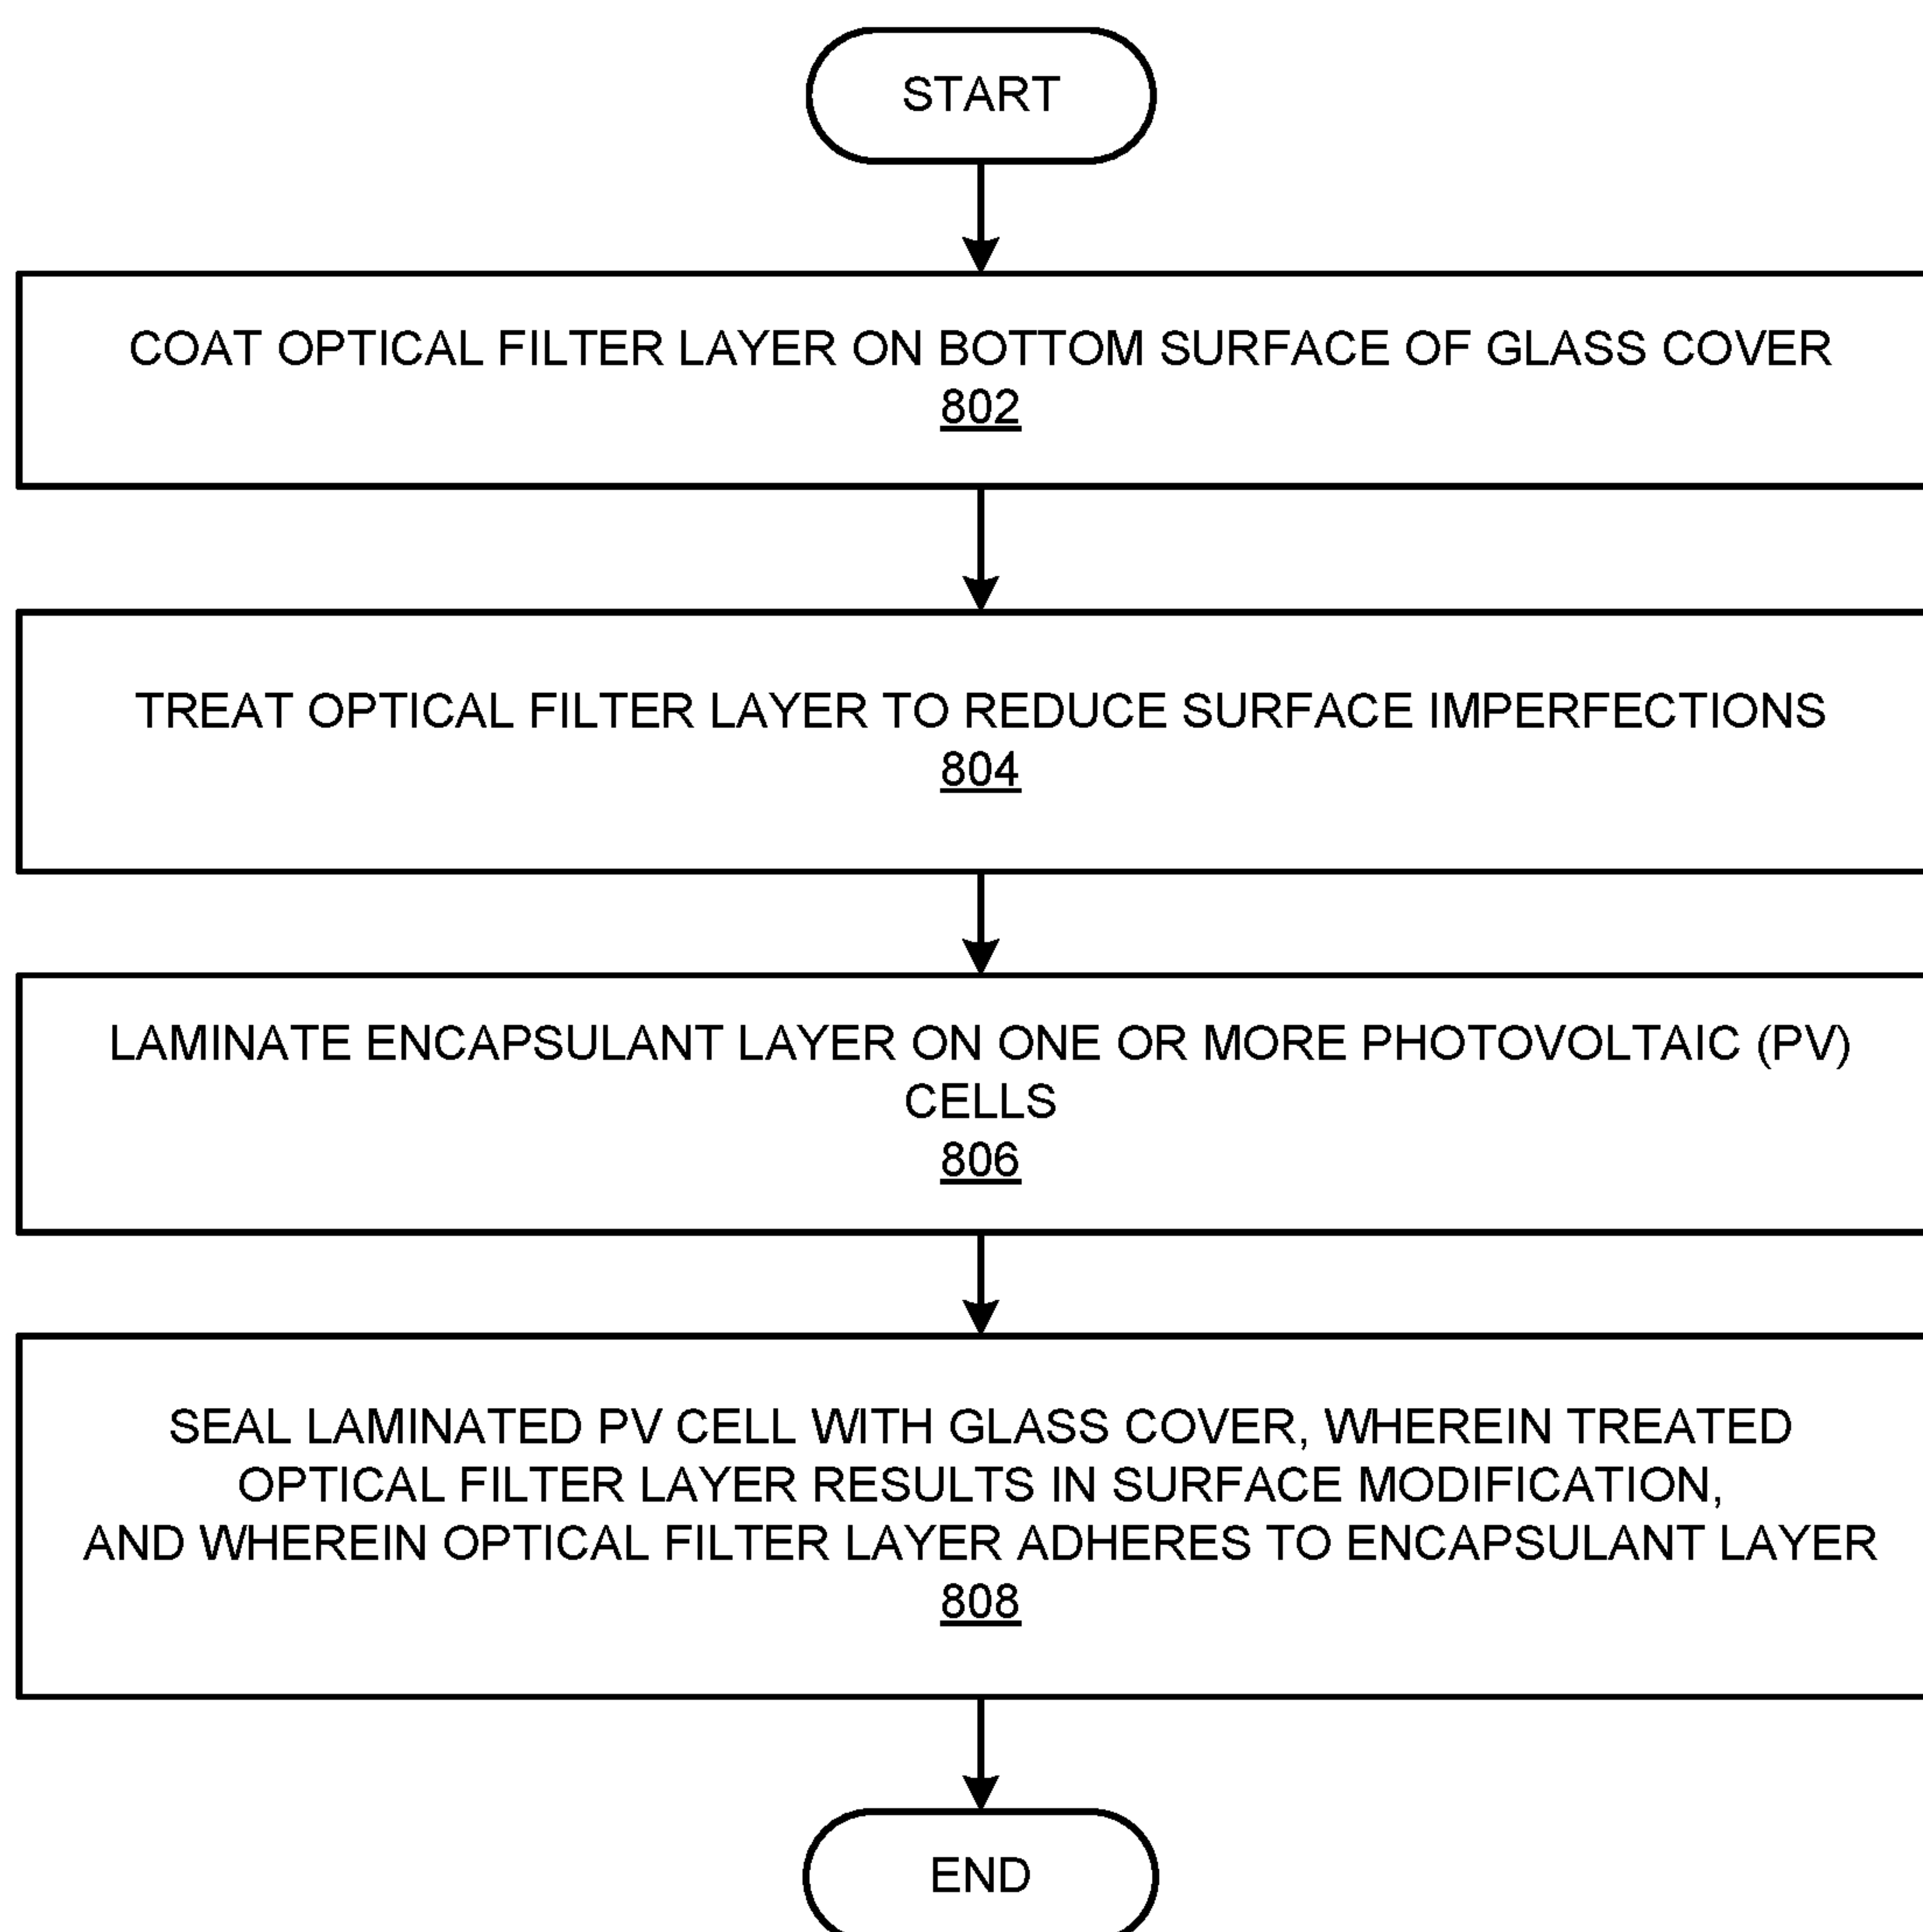 START
COAT OPTICAL FILTER LAYER ON BOTTOM SURFACE OF GLASS COVER
802
TREAT OPTICAL FILTER LAYER TO REDUCE SURFACE IMPERFECTIONS
804
LAMINATE ENCAPSULANT LAYER ON ONE OR MORE PHOTOVOLTAIC (PV)
CELLS
806
SEAL LAMINATED PV CELL WITH GLASS COVER, WHEREIN TREATED
OPTICAL FILTER LAYER RESULTS IN SURFACE MODIFICATION,
AND WHEREIN OPTICAL FILTER LAYER ADHERES TO ENCAPSULANT LAYER
808
END